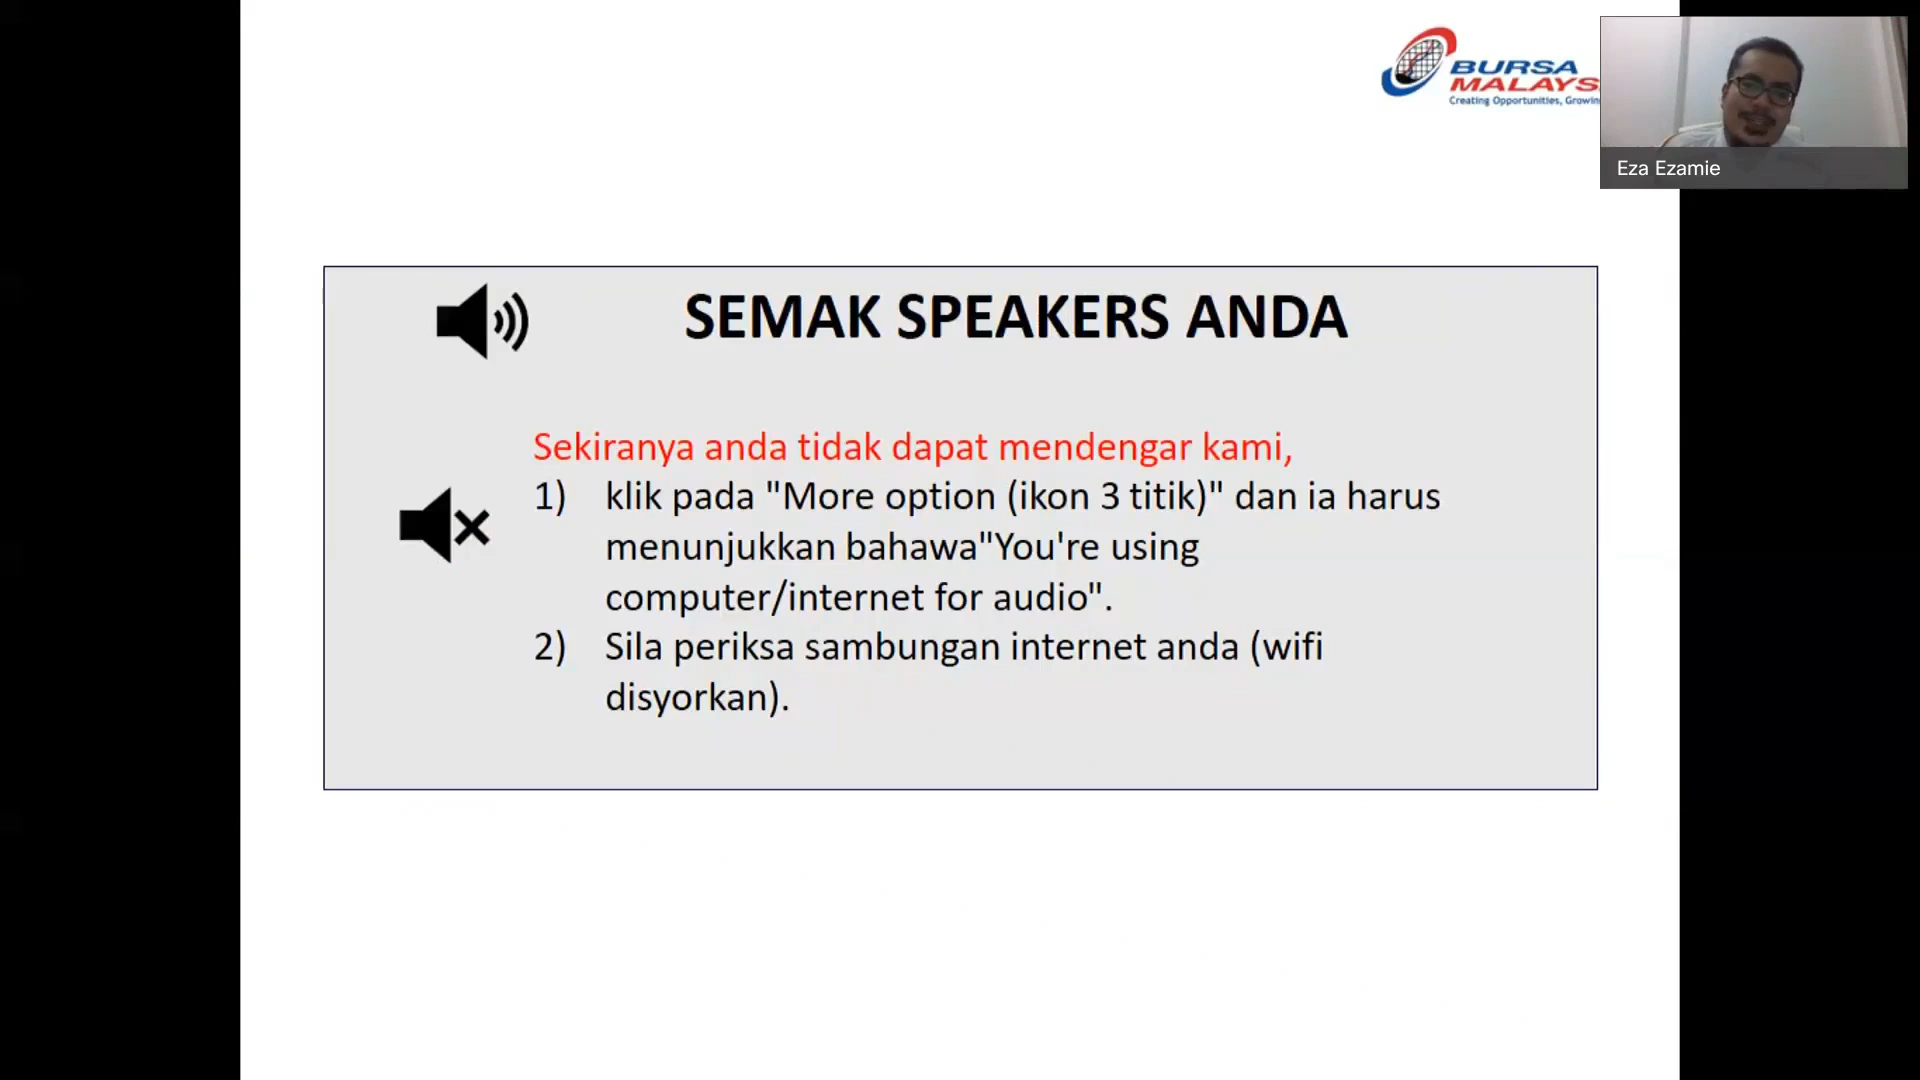 BURSA
MALAYS
Creating Opportunities, Growin
Eza Ezamie
SEMAK SPEAKERS ANDA
Sekiranya anda tidak dapat mendengar kami,
1) klik pada "More option (ikon 3 titik)" dan ia harus
menunjukkan bahawa"You're using
computer/internet for audio".
2) Sila periksa sambungan internet anda (wifi
disyorkan).